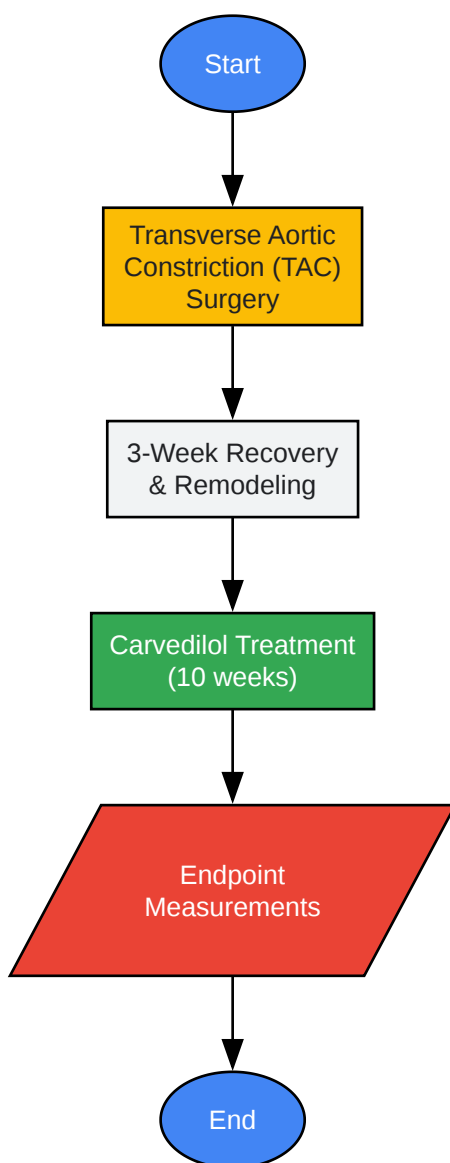 Start
Transverse Aortic
Constriction (TAC)
Surgery
3-Week Recovery
& Remodeling
Carvedilol Treatment
(10 weeks)
Endpoint
Measurements
End